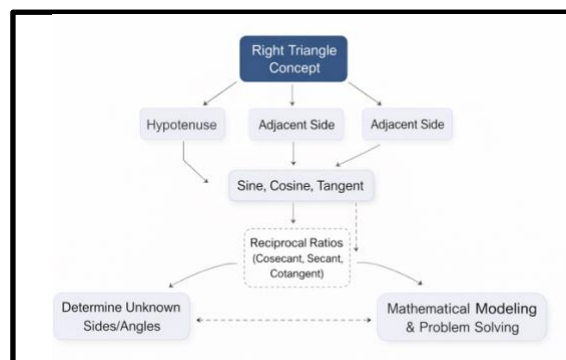 Right Triangle
Concept
Hypotenuse
Adjacent Side
Adjacent Side
Sine, Cosine, Tangent
Reciprocal Ratios
(Cosecant, Secant,
Cotangent)
Determine Unknown
Sides/Angles
Mathematical Modeling
& Problem Solving